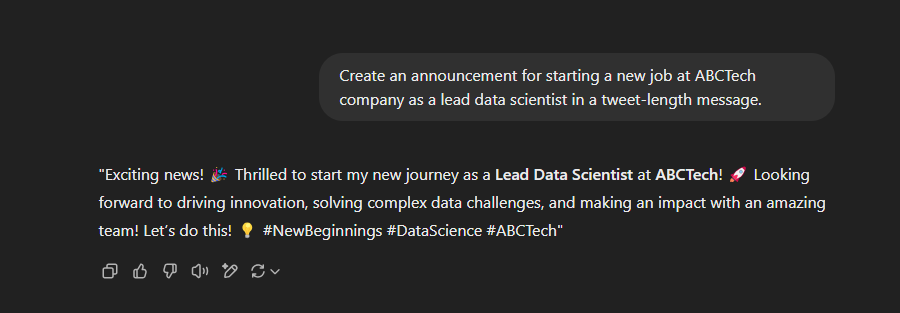 Create an announcement for starting a new job at ABCTech
company as a lead data scientist in a tweet-length message.
"Exciting news! 🎉 Thrilled to start my new journey as a Lead Data Scientist at ABCTech! 🚀 Looking
forward to driving innovation, solving complex data challenges, and making an impact with an amazing
team! Let’s do this! 💡 #NewBeginnings #DataScience #ABCTech"